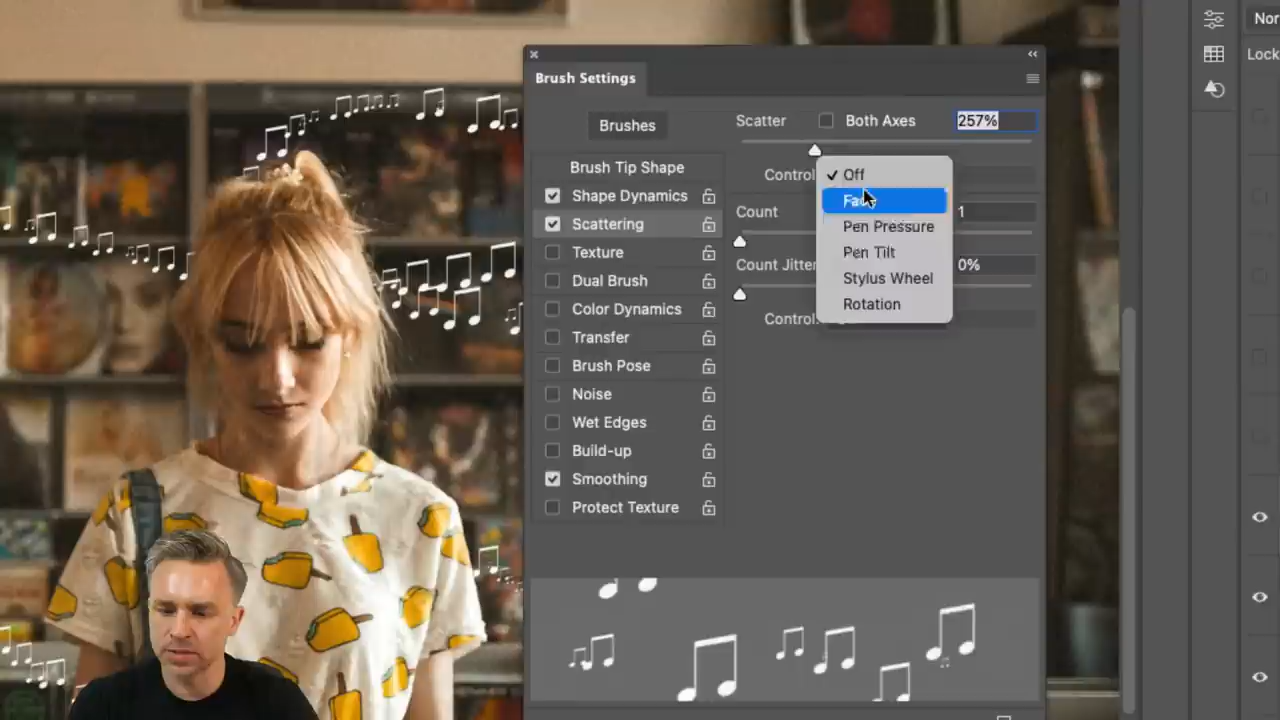 Nor
Lock
Brush Settings
Brushes
Brush Tip Shape
Shape Dynamics
Scattering
Texture
Dual Brush
Color Dynamics
Transfer
Brush Pose
Noise
Wet Edges
Build-up
Smoothing
Protect Texture
Scatter
Both Axes
257%
Control
Off
Fade
Pen Pressure
Pen Tilt
Stylus Wheel
Rotation
Count
1
Count Jitter
0%
Control: